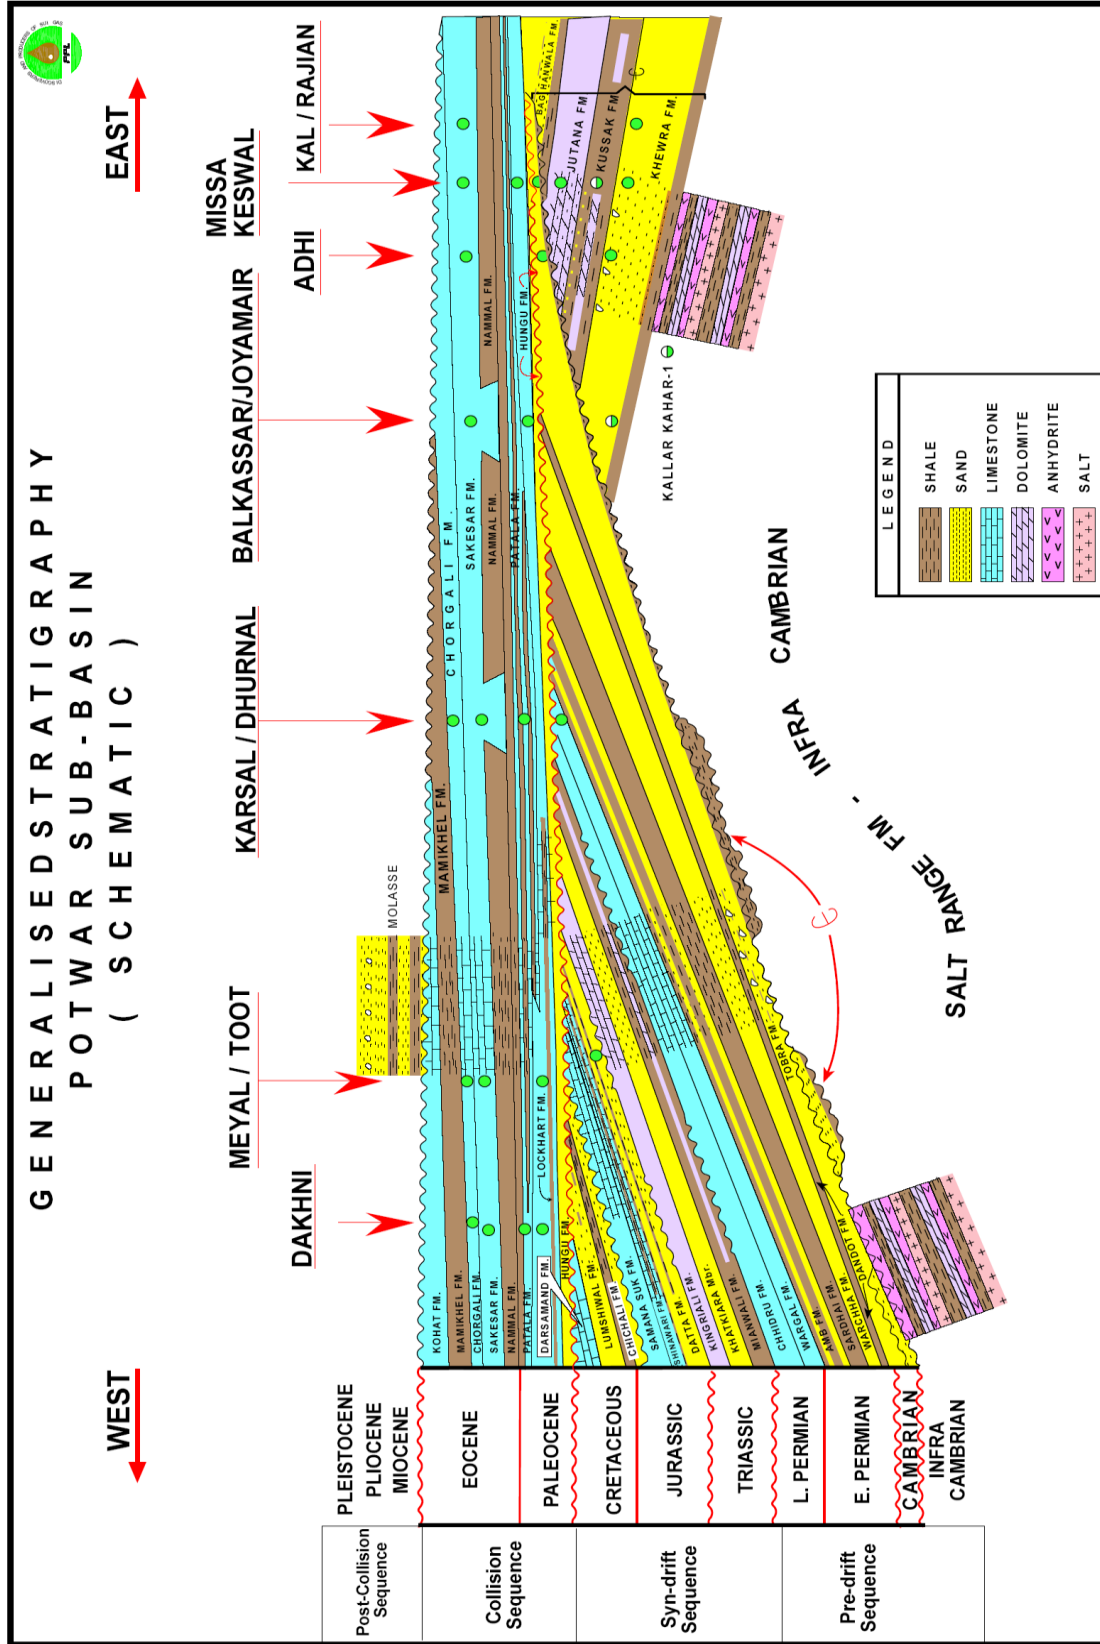 GENERALISED STRATIGRAPHY
POTWAR SUB-BASIN
( SCHEMATIC )
PPL
WEST
EAST
DAKHNI
MEYAL / TOOT
KARSAL / DHURNAL
BALKASSAR/JOYAMAIR
ADHI
MISSA
KESWAL
KAL / RAJIAN
MOLASSE
Post-Collision
Sequence
Collision
Sequence
Syn-drift
Sequence
Pre-drift
Sequence
PLEISTOCENE
PLIOCENE
MIOCENE
EOCENE
PALEOCENE
CRETACEOUS
JURASSIC
TRIASSIC
L. PERMIAN
E. PERMIAN
CAMBRIAN
INFRA
CAMBRIAN
KOHAT FM.
MAMIKHEL FM.
CHORGALI FM.
SAKESAR FM.
NAMMAL FM.
PATALA FM.
DARSAMAND FM.
LOCKHART FM.
HUNGU FM.
LUMSHIWAL FM.
CHICHALI FM.
SAMANA SUK FM.
SHINAWARI FM.
DATTA FM.
KINGRIALI FM.
KHATKIARA Mbr.
MIANWALI FM.
CHHIDRU FM.
WARGAL FM.
AMB FM.
SARDHAI FM.
WARCHHA FM.
DANDOT FM.
TOBRA FM.
MAMIKHEL FM.
CHORGALI FM.
SAKESAR FM.
NAMMAL FM.
PATALA FM.
NAMMAL FM.
HUNGU FM.
BAGHANWALA FM.
JUTANA FM
KUSSAK FM
KHEWRA FM.
Є
Є
KALLAR KAHAR-1
SALT RANGE FM - INFRA CAMBRIAN
LEGEND
SHALE
SAND
LIMESTONE
DOLOMITE
ANHYDRITE
SALT